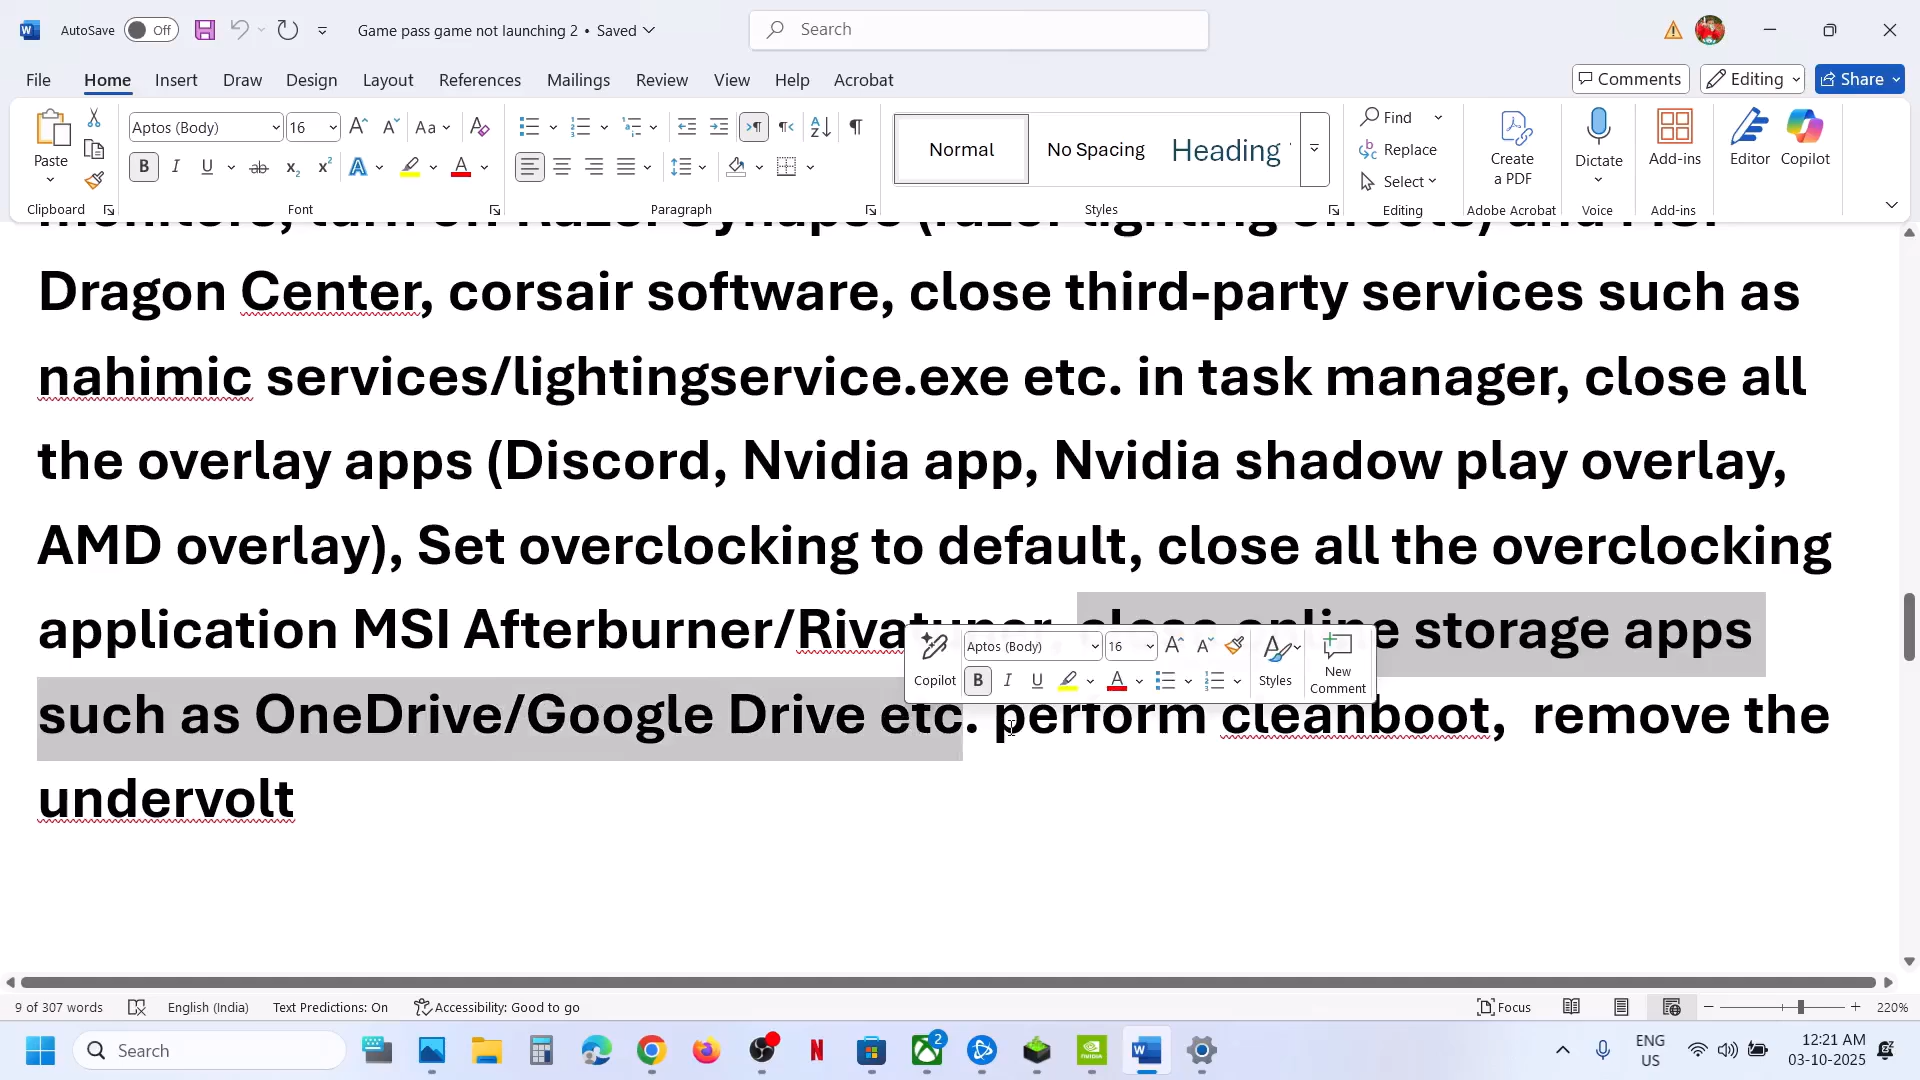 AutoSave Off Game pass game not launching 2 • Saved Search
File Home Insert Draw Design Layout References Mailings Review View Help Acrobat Comments Editing Share
Paste Aptos (Body) 16 Aa Normal No Spacing Heading Find Replace Select Create a PDF Dictate Add-ins Editor Copilot
Clipboard Font Paragraph Styles Editing Adobe Acrobat Voice Add-ins
Dragon Center, corsair software, close third-party services such as
nahimic services/lightingservice.exe etc. in task manager, close all
the overlay apps (Discord, Nvidia app, Nvidia shadow play overlay,
AMD overlay), Set overclocking to default, close all the overclocking
application MSI Afterburner/Rivatuner, close online storage apps
Aptos (Body) 16
Copilot B I U A Styles New Comment
such as OneDrive/Google Drive etc. perform cleanboot,  remove the
undervolt
9 of 307 words English (India) Text Predictions: On Accessibility: Good to go Focus 220%
Search ENG US 12:21 AM 03-10-2025